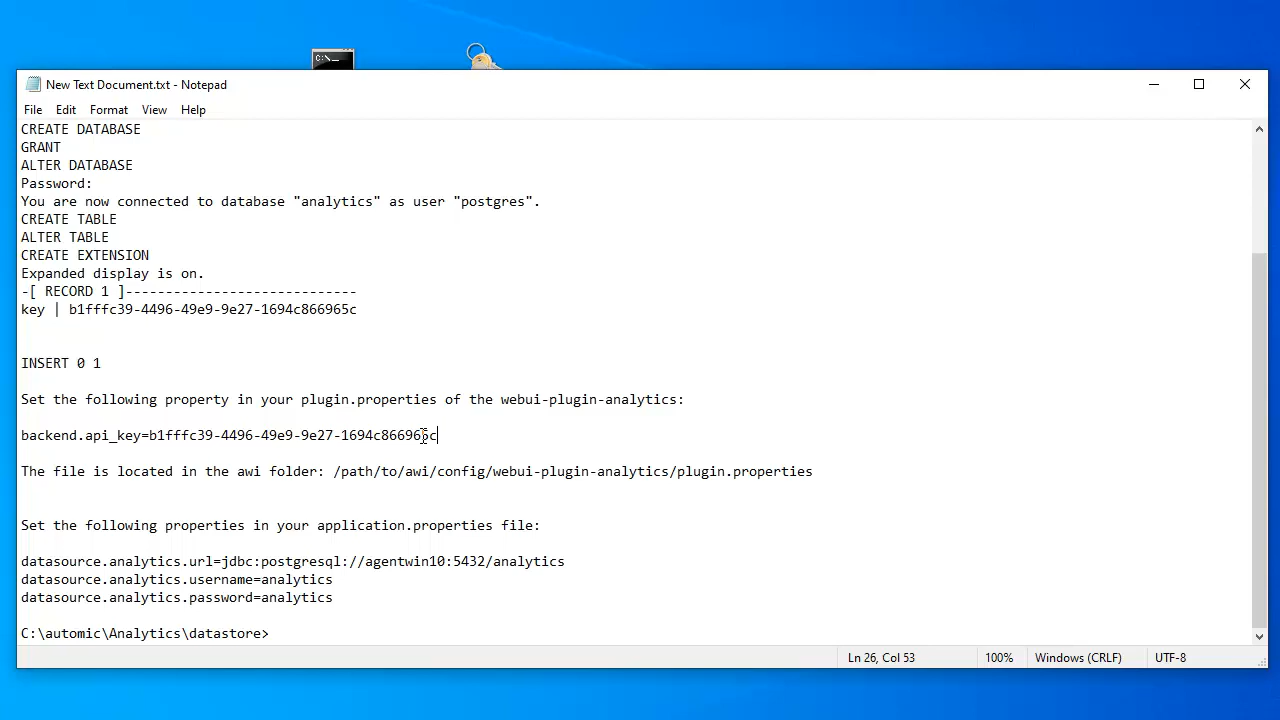 C:\_
New Text Document.txt - Notepad
File Edit Format View Help
CREATE DATABASE
GRANT
ALTER DATABASE
Password:
You are now connected to database "analytics" as user "postgres".
CREATE TABLE
ALTER TABLE
CREATE EXTENSION
Expanded display is on.
-[ RECORD 1 ]-----------------------------
key | b1fffc39-4496-49e9-9e27-1694c866965c
INSERT 0 1
Set the following property in your plugin.properties of the webui-plugin-analytics:
backend.api_key=b1fffc39-4496-49e9-9e27-1694c866965c
The file is located in the awi folder: /path/to/awi/config/webui-plugin-analytics/plugin.properties
Set the following properties in your application.properties file:
datasource.analytics.url=jdbc:postgresql://agentwin10:5432/analytics
datasource.analytics.username=analytics
datasource.analytics.password=analytics
C:\automic\Analytics\datastore>
Ln 26, Col 53 100% Windows (CRLF) UTF-8